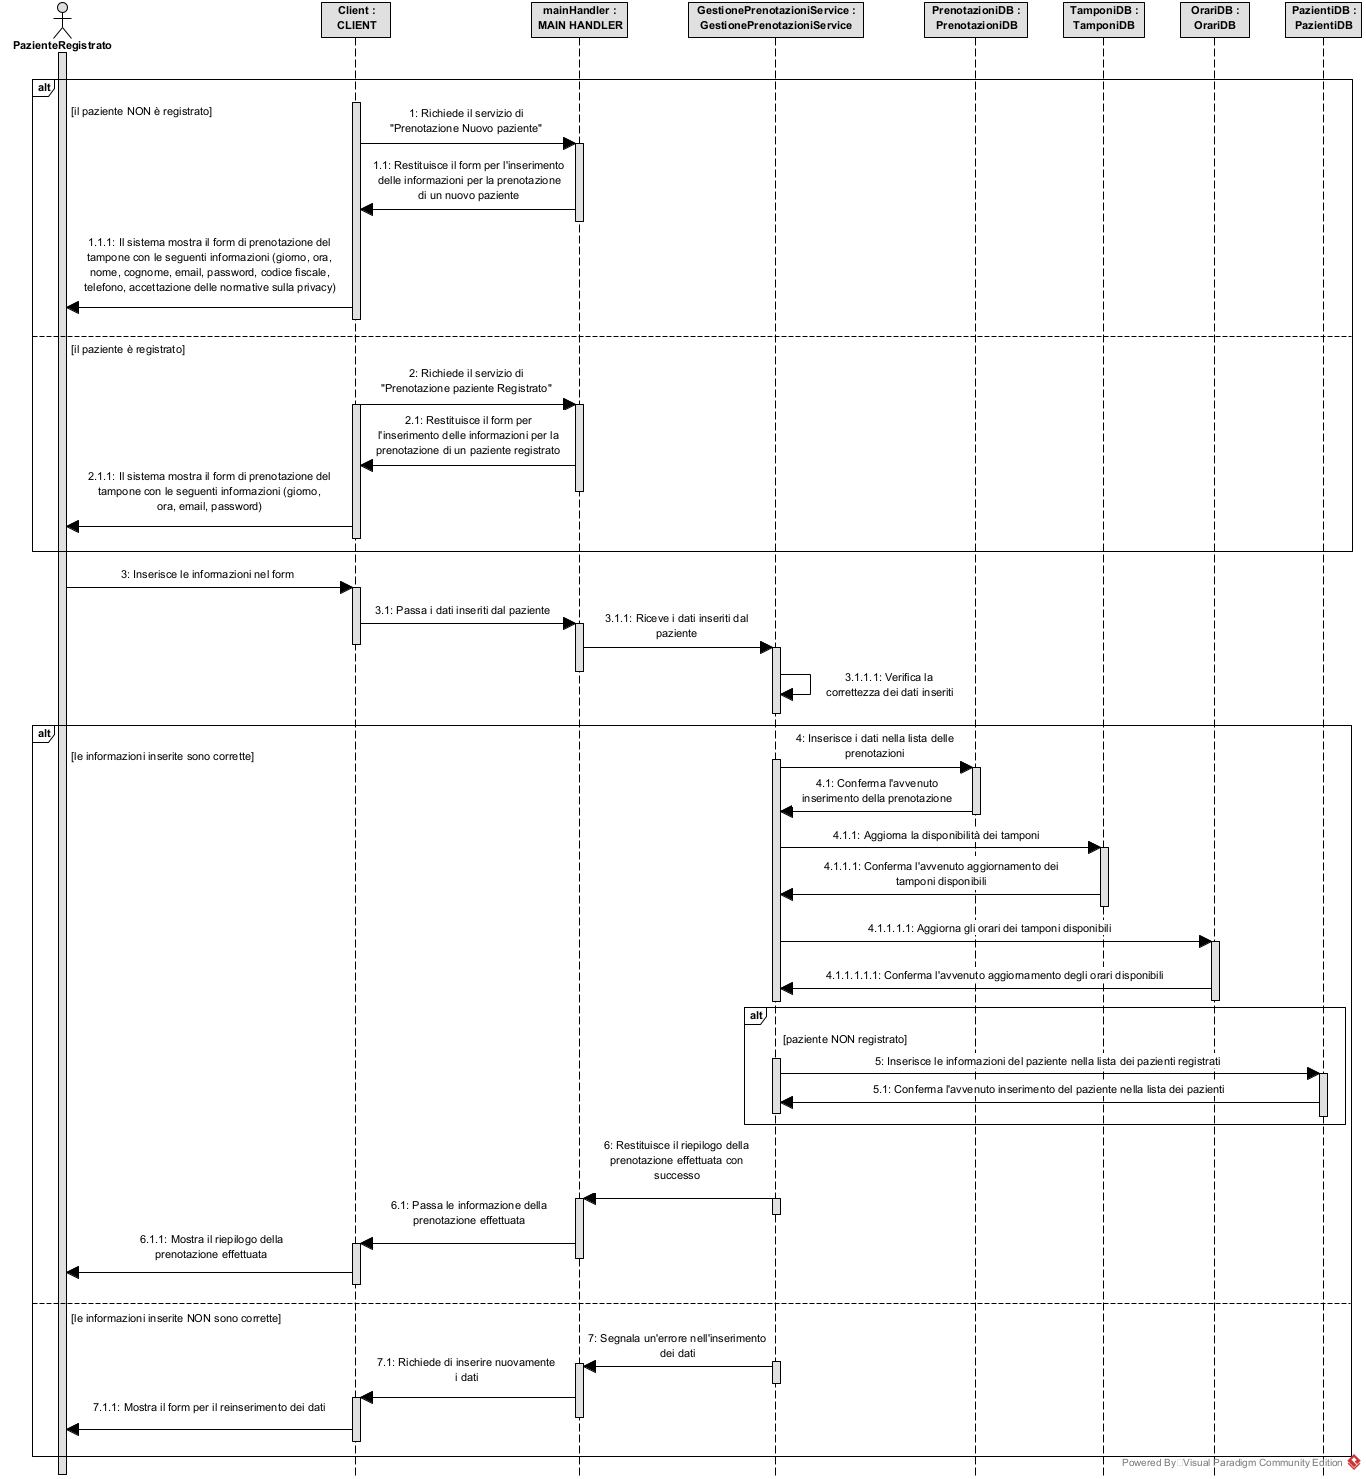 PazienteRegistrato
Client :
CLIENT
mainHandler :
MAIN HANDLER
GestionePrenotazioniService :
GestionePrenotazioniService
PrenotazioniDB :
PrenotazioniDB
TamponiDB :
TamponiDB
OrariDB :
OrariDB
PazientiDB :
PazientiDB
alt
[il paziente NON è registrato]
1: Richiede il servizio di
"Prenotazione Nuovo paziente"
1.1: Restituisce il form per l'inserimento
delle informazioni per la prenotazione
di un nuovo paziente
1.1.1: Il sistema mostra il form di prenotazione del
tampone con le seguenti informazioni (giorno, ora,
nome, cognome, email, password, codice fiscale,
telefono, accettazione delle normative sulla privacy)
[il paziente è registrato]
2: Richiede il servizio di
"Prenotazione paziente Registrato"
2.1: Restituisce il form per
l'inserimento delle informazioni per la
prenotazione di un paziente registrato
2.1.1: Il sistema mostra il form di prenotazione del
tampone con le seguenti informazioni (giorno,
ora, email, password)
3: Inserisce le informazioni nel form
3.1: Passa i dati inseriti dal paziente
3.1.1: Riceve i dati inseriti dal
paziente
3.1.1.1: Verifica la
correttezza dei dati inseriti
alt
[le informazioni inserite sono corrette]
4: Inserisce i dati nella lista delle
prenotazioni
4.1: Conferma l'avvenuto
inserimento della prenotazione
4.1.1: Aggiorna la disponibilità dei tamponi
4.1.1.1: Conferma l'avvenuto aggiornamento dei
tamponi disponibili
4.1.1.1.1: Aggiorna gli orari dei tamponi disponibili
4.1.1.1.1.1: Conferma l'avvenuto aggiornamento degli orari disponibili
alt
[paziente NON registrato]
5: Inserisce le informazioni del paziente nella lista dei pazienti registrati
5.1: Conferma l'avvenuto inserimento del paziente nella lista dei pazienti
6: Restituisce il riepilogo della
prenotazione effettuata con
successo
6.1: Passa le informazione della
prenotazione effettuata
6.1.1: Mostra il riepilogo della
prenotazione effettuata
[le informazioni inserite NON sono corrette]
7: Segnala un'errore nell'inserimento
dei dati
7.1: Richiede di inserire nuovamente
i dati
7.1.1: Mostra il form per il reinserimento dei dati
Powered By Visual Paradigm Community Edition